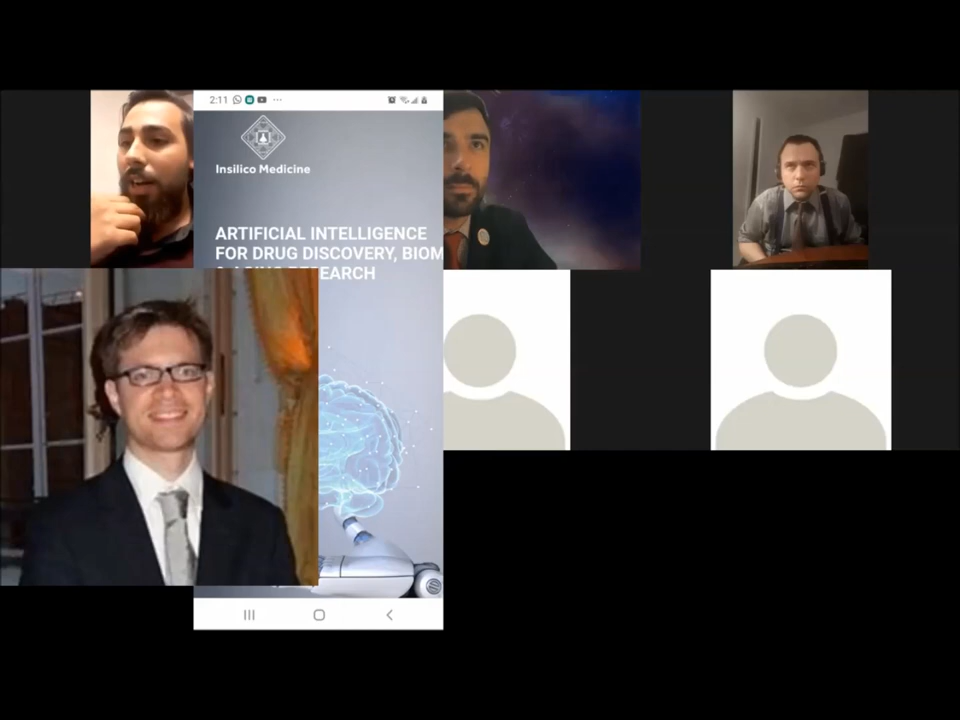 2:11
Insilico Medicine
ARTIFICIAL INTELLIGENCE
FOR DRUG DISCOVERY, BIOM
RESEARCH